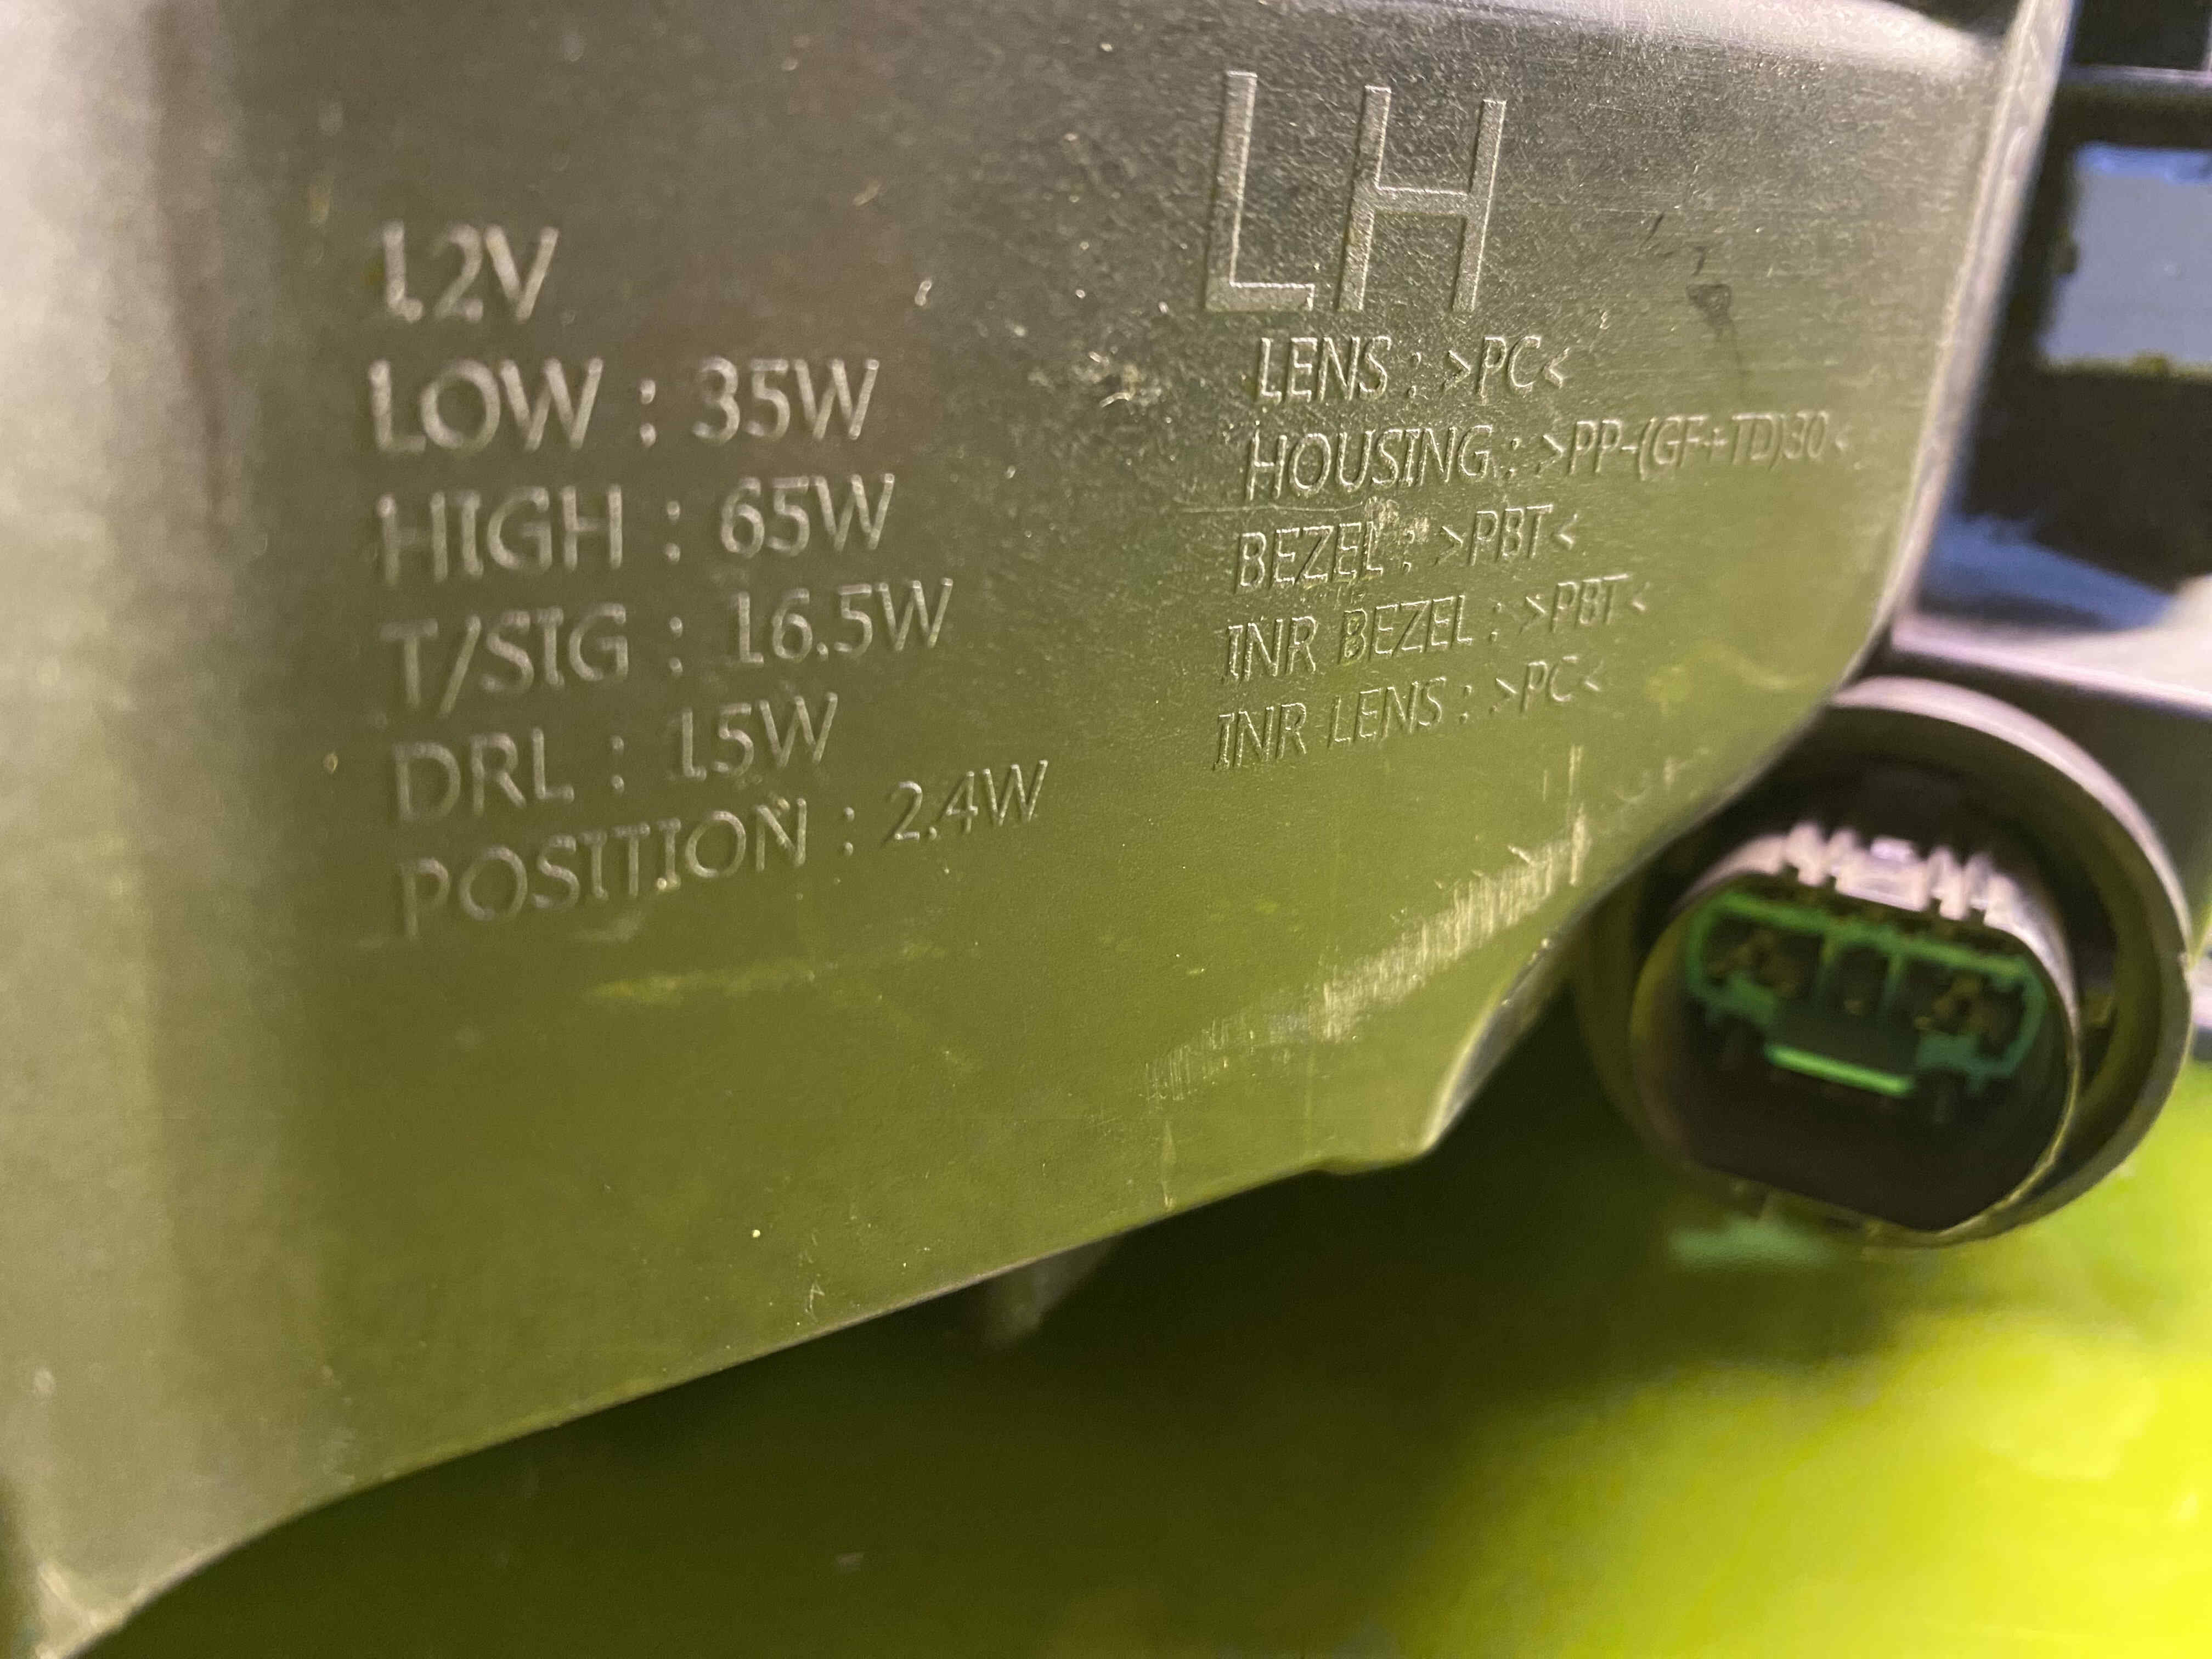 12V
LOW : 35W
HIGH : 65W
T/SIG : 16.5W
DRL : 15W
POSITION : 2.4W
LH
LENS : >PC<
HOUSING : >PP-(GF+TD)30<
BEZEL : >PBT<
INR BEZEL : >PBT<
INR LENS : >PC<